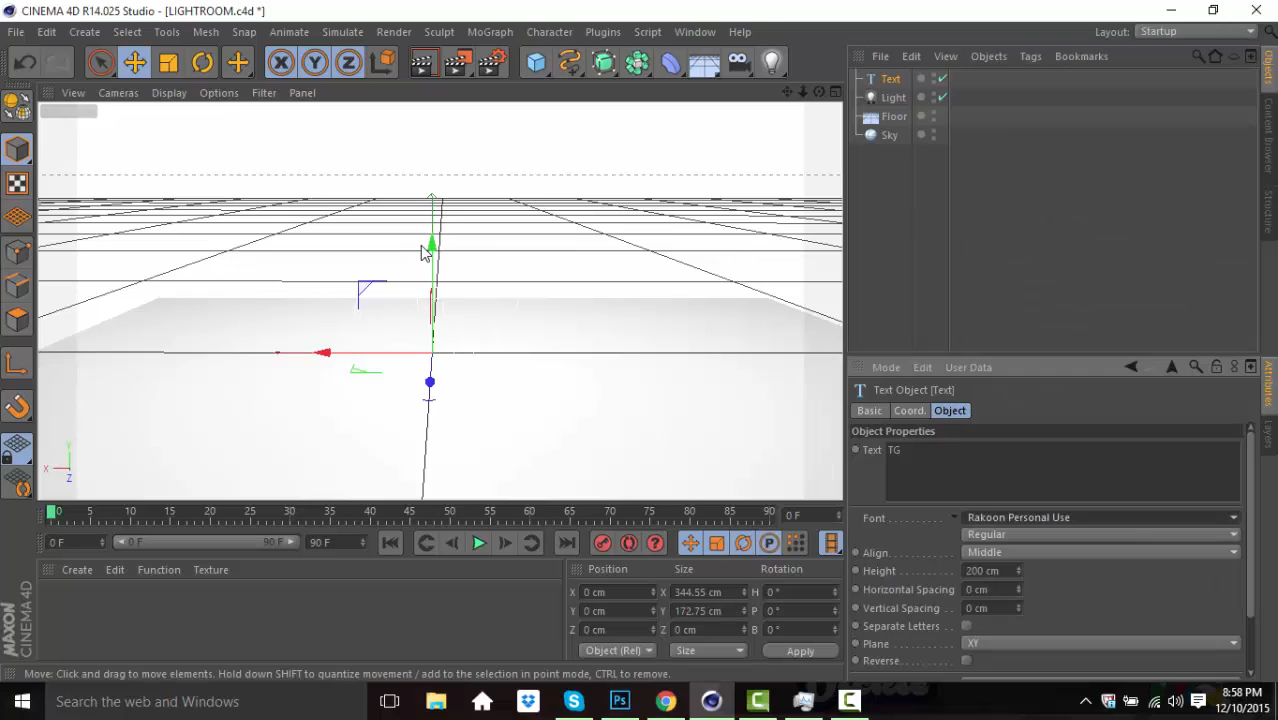 CINEMA 4D R14.025 Studio - [LIGHTROOM.c4d *]
File Edit Create Select Tools Mesh Snap Animate Simulate Render Sculpt MoGraph Character Plugins Script Window Help
Layout: Startup
View Cameras Display Options Filter Panel
File Edit View Objects Tags Bookmarks
Text
Light
Floor
Sky
Objects
Content Browser
Structure
Mode Edit User Data
Text Object [Text]
Basic Coord. Object
Object Properties
Text TG
Font Rakoon Personal Use
Regular
Align Middle
Height 200 cm
Horizontal Spacing 0 cm
Vertical Spacing 0 cm
Separate Letters
Plane XY
Reverse
Attributes
Layers
X
Y
Z
0 5 10 15 20 25 30 35 40 45 50 55 60 65 70 75 80 85 90 0 F
0 F 0 F 90 F 90 F
Create Edit Function Texture
Position Size Rotation
X 0 cm X 344.55 cm H 0 °
Y 0 cm Y 172.75 cm P 0 °
Z 0 cm Z 0 cm B 0 °
Object (Rel) Size Apply
MAXON
CINEMA 4D
Move: Click and drag to move elements. Hold down SHIFT to quantize movement / add to the selection in point mode, CTRL to remove.
Search the web and Windows
8:58 PM
12/10/2015